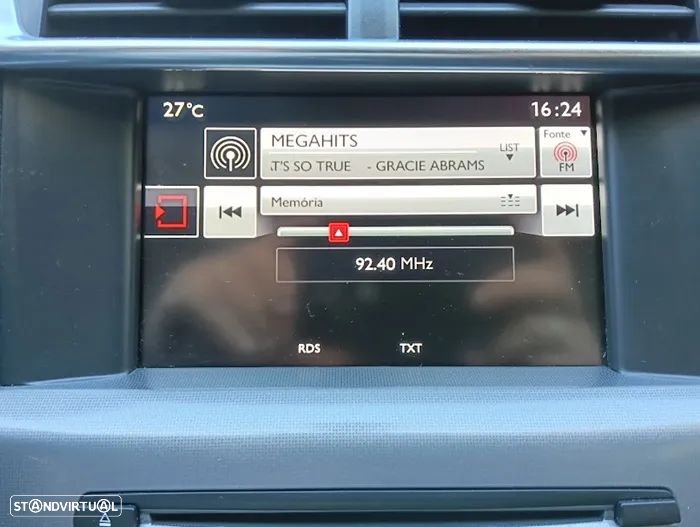 27°C
16:24
MEGAHITS
LIST
Fonte
.T'S SO TRUE - GRACIE ABRAMS
FM
Memória
92.40 MHz
RDS
TXT
STANDVIRTUAL